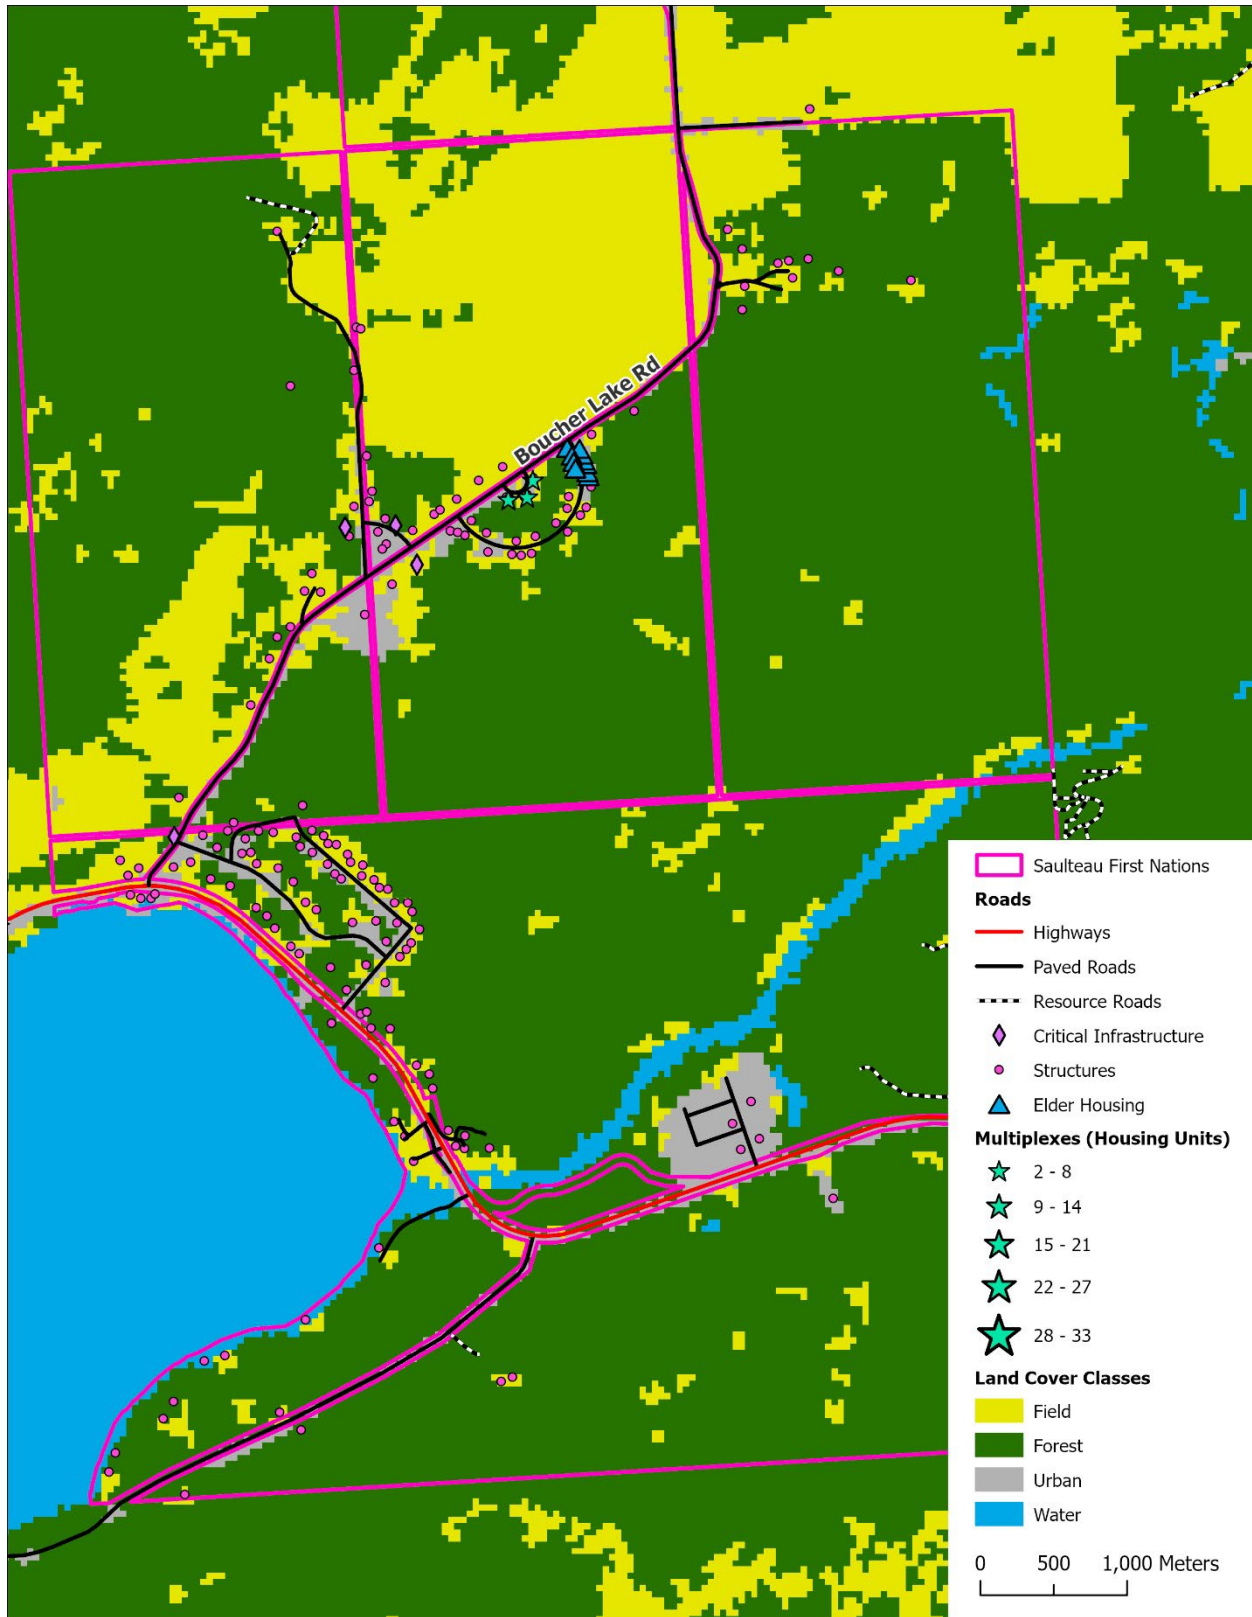 Boucher Lake Rd
Saulteau First Nations
Roads
Highways
Paved Roads
Resource Roads
Critical Infrastructure
Structures
Elder Housing
Multiplexes (Housing Units)
2 - 8
9 - 14
15 - 21
22 - 27
28 - 33
Land Cover Classes
Field
Forest
Urban
Water
0 500 1,000 Meters